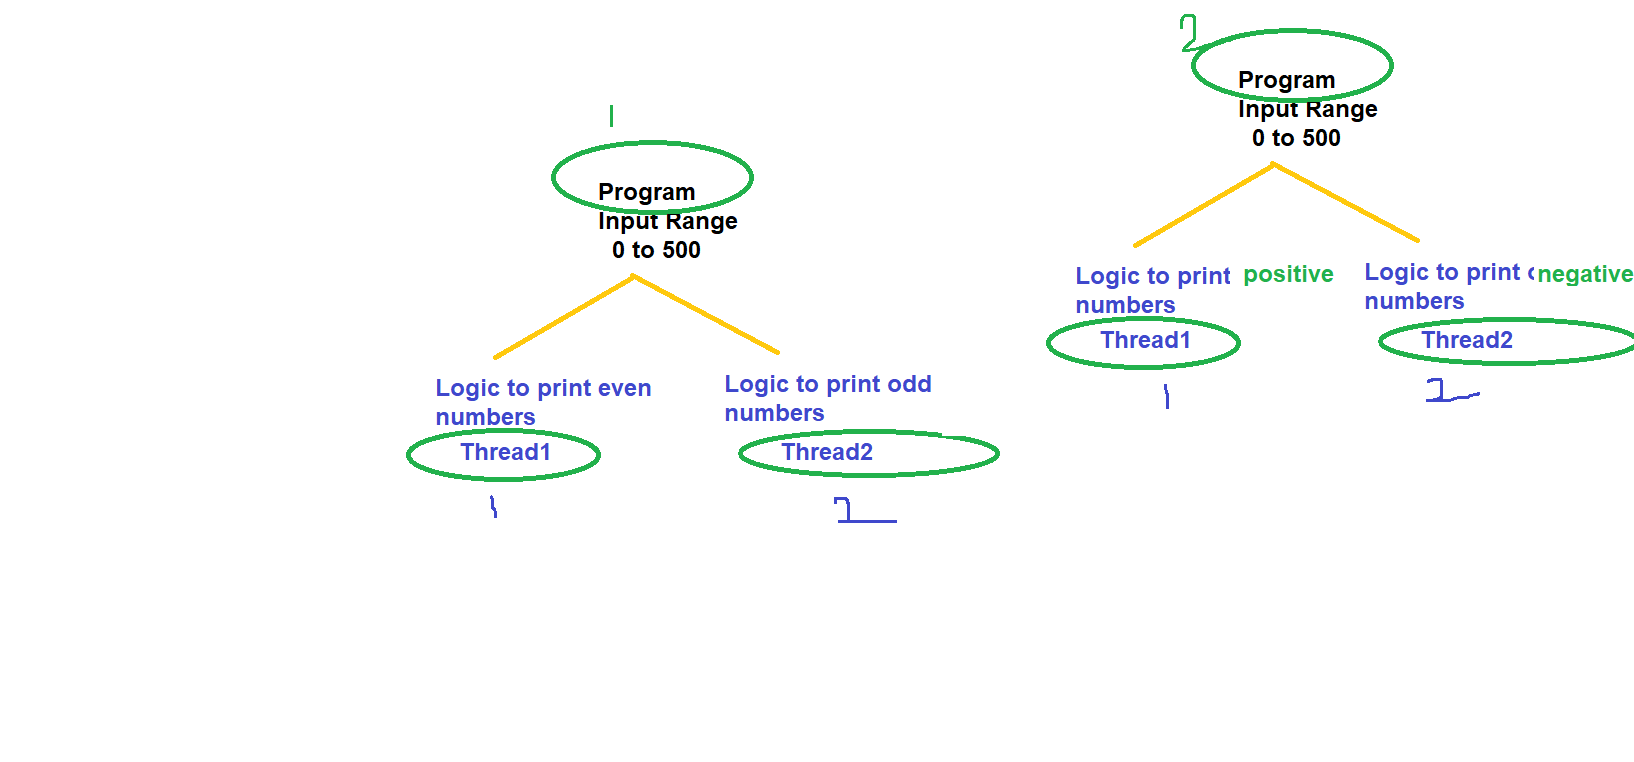 1
Program
Input Range
0 to 500
Logic to print even
numbers
Thread1
1
Logic to print odd
numbers
Thread2
2
2
Program
Input Range
0 to 500
Logic to print positive
numbers
Thread1
1
Logic to print negative
numbers
Thread2
2